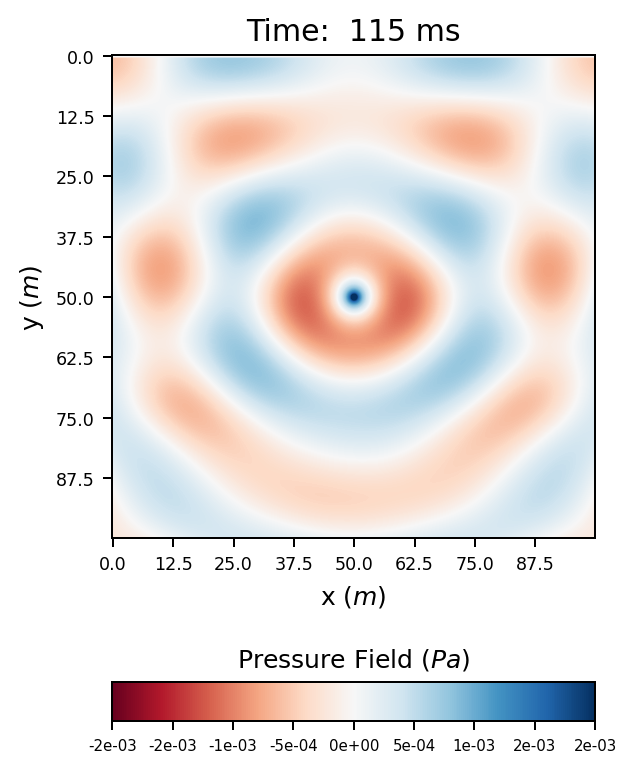 Time:  115 ms
0.0
12.5
25.0
37.5
50.0
62.5
75.0
87.5
y (m)
0.0 12.5 25.0 37.5 50.0 62.5 75.0 87.5
x (m)
Pressure Field (Pa)
-2e-03 -2e-03 -1e-03 -5e-04 0e+00 5e-04 1e-03 2e-03 2e-03